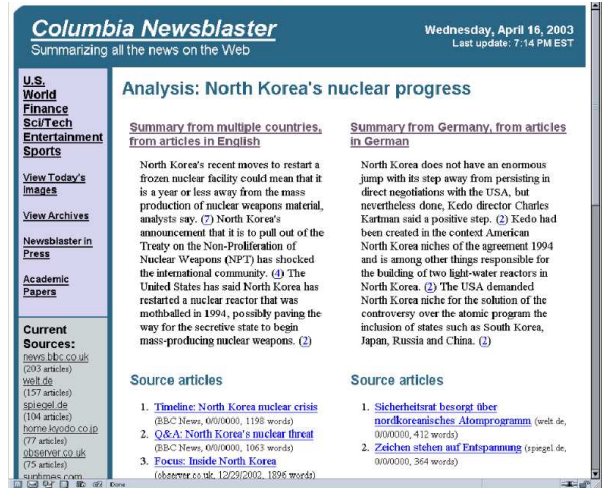 Columbia Newsblaster
Summarizing all the news on the Web
Wednesday, April 16, 2003
Last update: 7:14 PM EST
U.S.
World
Finance
Sci/Tech
Entertainment
Sports
View Today's
Images
View Archives
Newsblaster in
Press
Academic
Papers
Current
Sources:
news.bbc.co.uk
(203 articles)
welt.de
(157 articles)
spiegel.de
(104 articles)
home.kyodo.co.jp
(77 articles)
observer.co.uk
(75 articles)
suntimes.com
Analysis: North Korea's nuclear progress
Summary from multiple countries,
from articles in English
North Korea's recent moves to restart a
frozen nuclear facility could mean that it
is a year or less away from the mass
production of nuclear weapons material,
analysts say. (7) North Korea's
announcement that it is to pull out of the
Treaty on the Non-Proliferation of
Nuclear Weapons (NPT) has shocked
the international community. (4) The
United States has said North Korea has
restarted a nuclear reactor that was
mothballed in 1994, possibly paving the
way for the secretive state to begin
mass-producing nuclear weapons. (2)
Source articles
1. Timeline: North Korea nuclear crisis
(BBC News, 0/0/0000, 1198 words)
2. Q&A: North Korea's nuclear threat
(BBC News, 0/0/0000, 1063 words)
3. Focus: Inside North Korea
(observer.co.uk, 12/29/2002, 1896 words)
Summary from Germany, from articles
in German
North Korea does not have an enormous
jump with its step away from persisting in
direct negotiations with the USA, but
nevertheless done, Kedo director Charles
Kartman said a positive step. (2) Kedo had
been created in the context American
North Korea niches of the agreement 1994
and is among other things responsible for
the building of two light-water reactors in
North Korea. (2) The USA demanded
North Korea niche for the solution of the
controversy over the atomic program the
inclusion of states such as South Korea,
Japan, Russia and China. (2)
Source articles
1. Sicherheitsrat besorgt über
nordkoreanisches Atomprogramm (welt.de,
0/0/0000, 412 words)
2. Zeichen stehen auf Entspannung (spiegel.de,
0/0/0000, 364 words)
Done